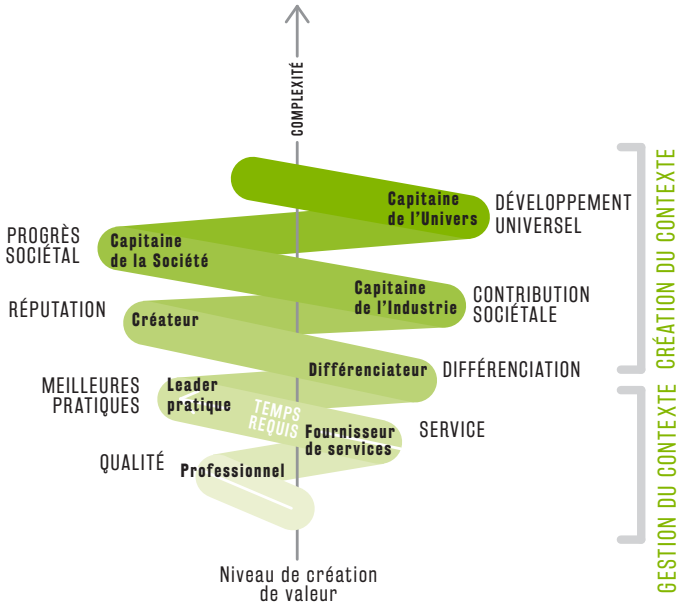 COMPLEXITÉ
Capitaine
de l'Univers
DÉVELOPPEMENT
UNIVERSEL
PROGRÈS
SOCIÉTAL
Capitaine
de la Société
Capitaine
de l'Industrie
CONTRIBUTION
SOCIÉTALE
RÉPUTATION
Créateur
Différenciateur
DIFFÉRENCIATION
MEILLEURES
PRATIQUES
Leader
pratique
TEMPS
REQUIS
Fournisseur
de services
SERVICE
QUALITÉ
Professionnel
Niveau de création
de valeur
CRÉATION DU CONTEXTE
GESTION DU CONTEXTE